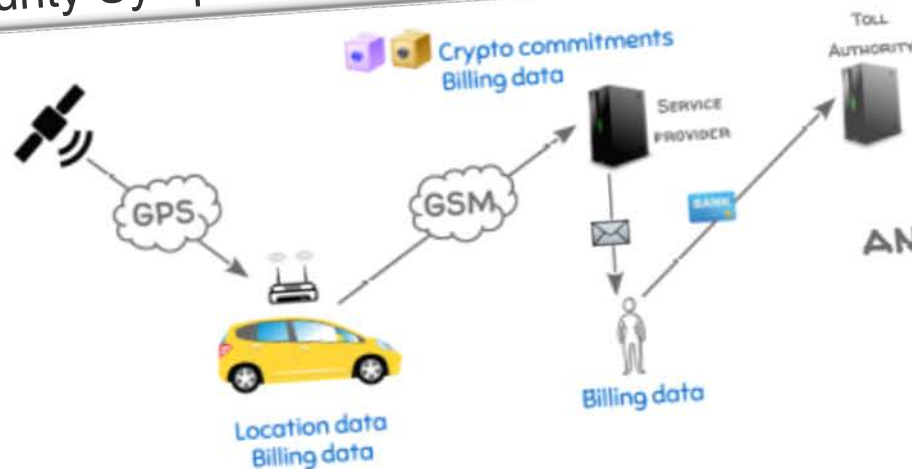 Crypto commitments
Billing data
TOLL
AUTHORITY
SERVICE
PROVIDER
GPS
GSM
BANK
AN
Location data
Billing data
Billing data